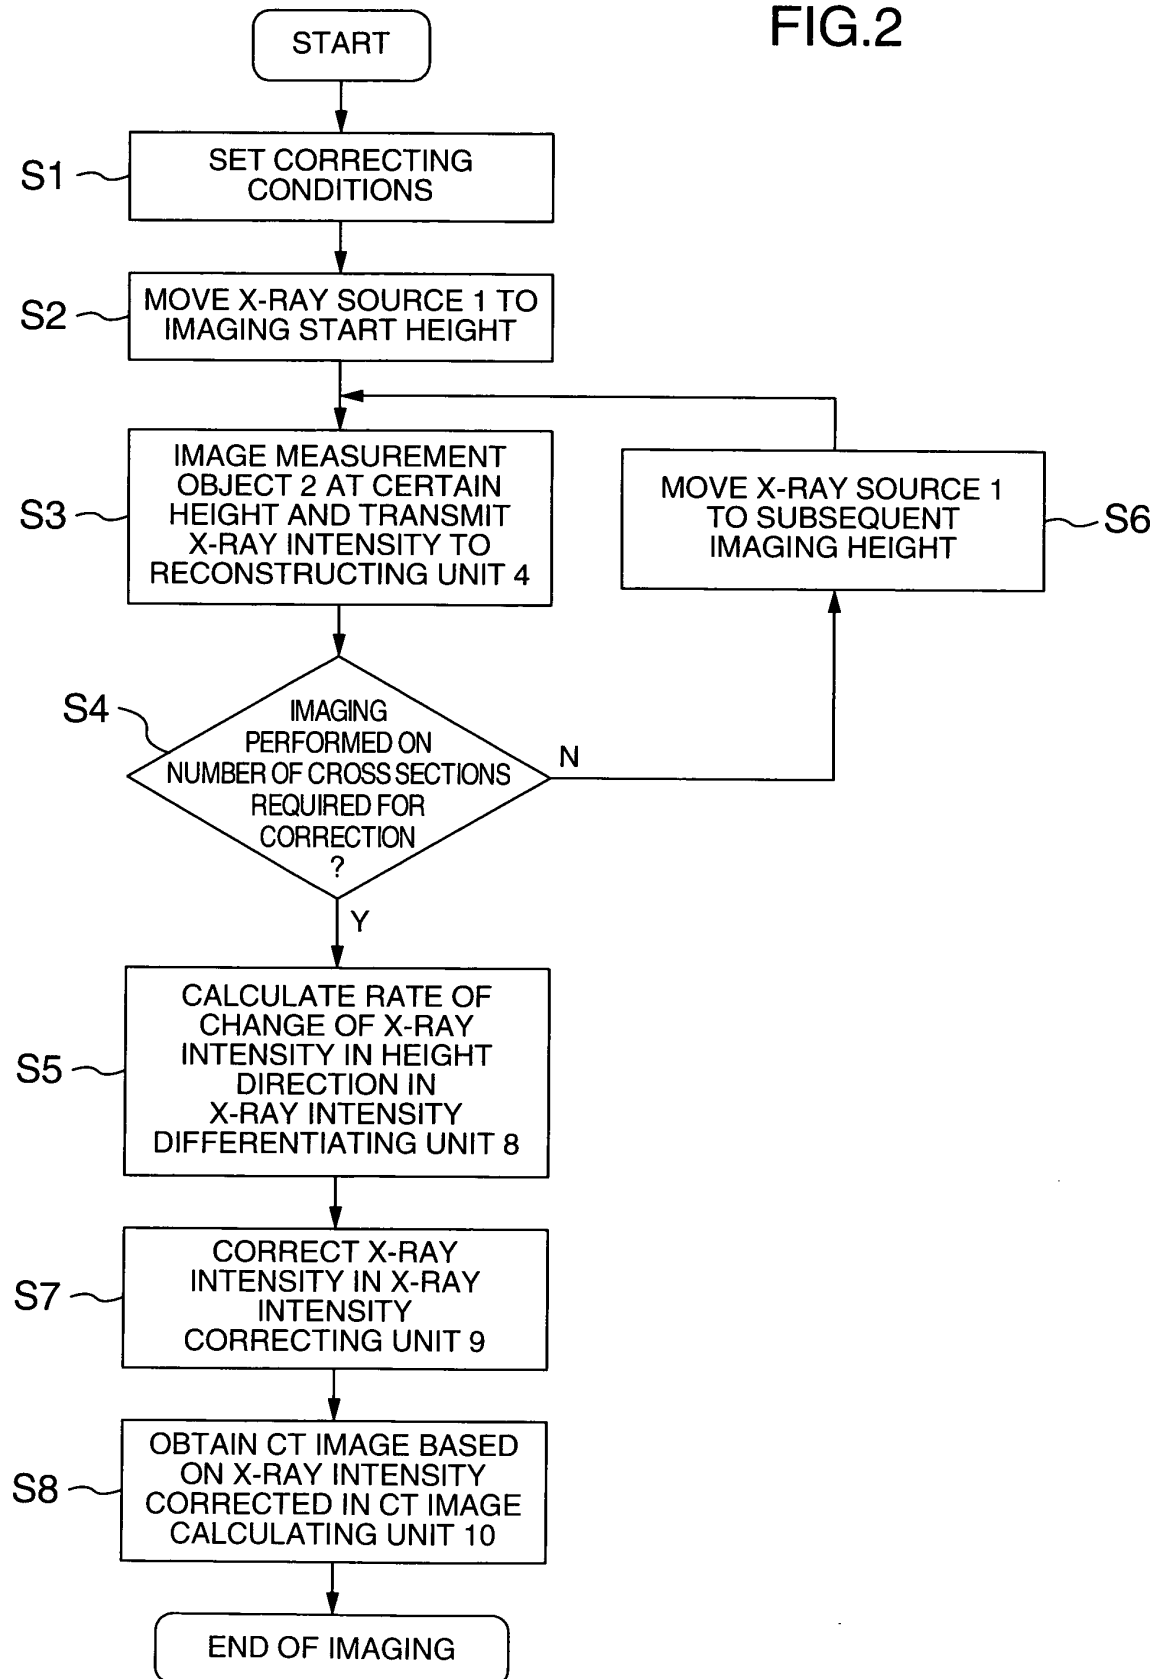 FIG.2
START
S1
SET CORRECTING
CONDITIONS
S2
MOVE X-RAY SOURCE 1 TO
IMAGING START HEIGHT
S3
IMAGE MEASUREMENT
OBJECT 2 AT CERTAIN
HEIGHT AND TRANSMIT
X-RAY INTENSITY TO
RECONSTRUCTING UNIT 4
MOVE X-RAY SOURCE 1
TO SUBSEQUENT
IMAGING HEIGHT
S6
S4
IMAGING
PERFORMED ON
NUMBER OF CROSS SECTIONS
REQUIRED FOR
CORRECTION
?
N
Y
S5
CALCULATE RATE OF
CHANGE OF X-RAY
INTENSITY IN HEIGHT
DIRECTION IN
X-RAY INTENSITY
DIFFERENTIATING UNIT 8
S7
CORRECT X-RAY
INTENSITY IN X-RAY
INTENSITY
CORRECTING UNIT 9
S8
OBTAIN CT IMAGE BASED
ON X-RAY INTENSITY
CORRECTED IN CT IMAGE
CALCULATING UNIT 10
END OF IMAGING